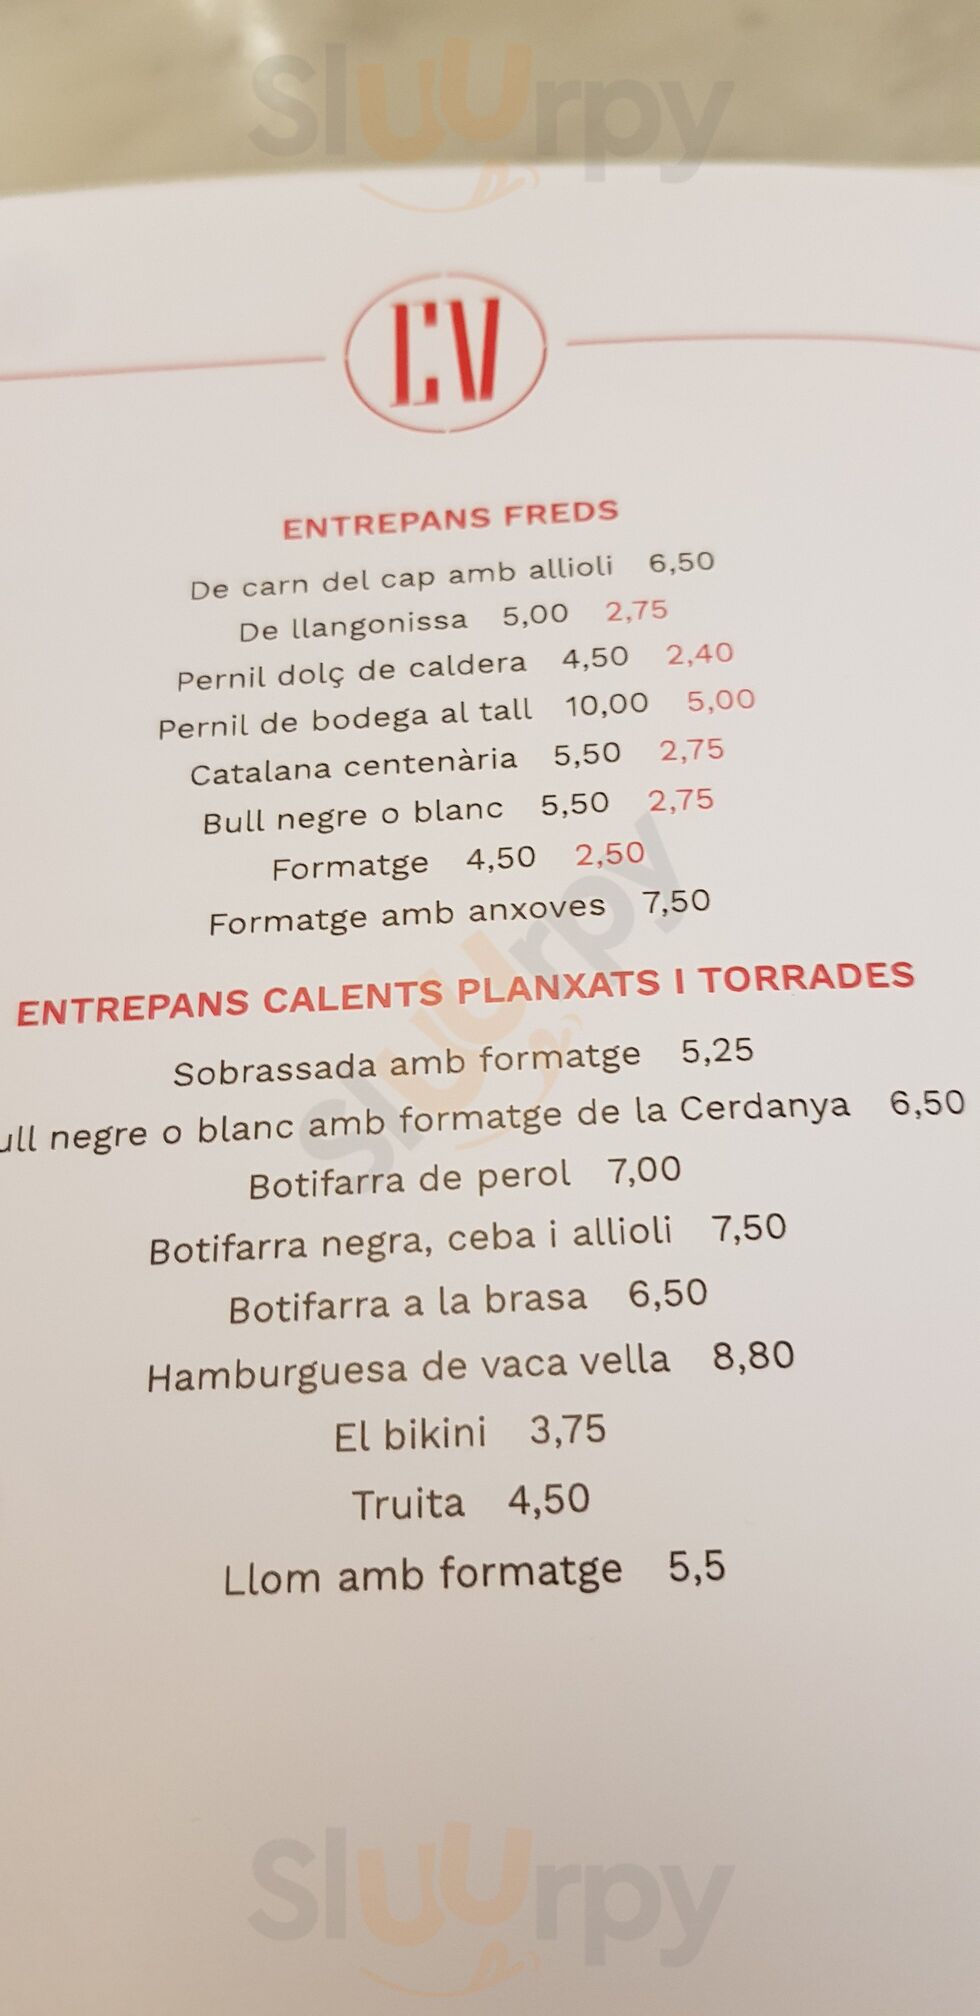 Sluurpy
CV
ENTREPANS FREDS
De carn del cap amb allioli 6,50
De llangonissa 5,00 2,75
Pernil dolç de caldera 4,50 2,40
Pernil de bodega al tall 10,00 5,00
Catalana centenària 5,50 2,75
Bull negre o blanc 5,50 2,75
Formatge 4,50 2,50
Formatge amb anxoves 7,50
Sluurpy
ENTREPANS CALENTS PLANXATS I TORRADES
Sobrassada amb formatge 5,25
ull negre o blanc amb formatge de la Cerdanya 6,50
Botifarra de perol 7,00
Botifarra negra, ceba i allioli 7,50
Botifarra a la brasa 6,50
Hamburguesa de vaca vella 8,80
El bikini 3,75
Truita 4,50
Llom amb formatge 5,5
Sluurpy